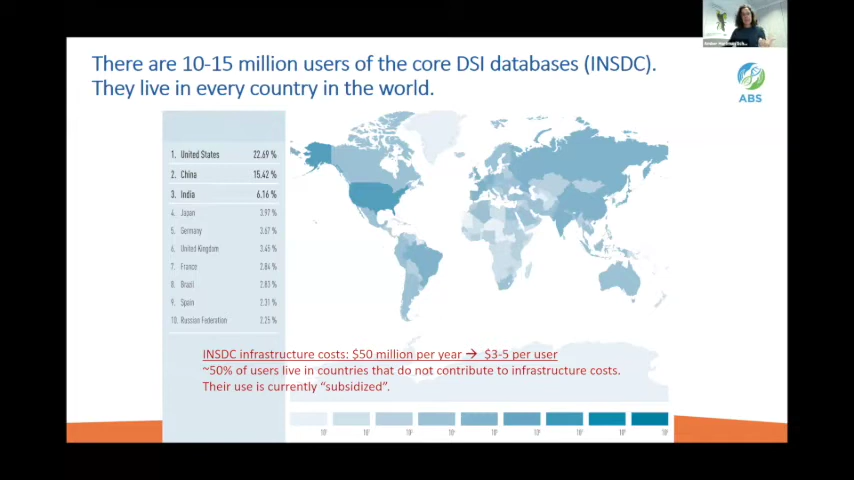 There are 10-15 million users of the core DSI databases (INSDC).
They live in every country in the world.
ABS
1. United States 22.69 %
2. China 15.42 %
3. India 6.16 %
4. Japan 3.97 %
5. Germany 3.67 %
6. United Kingdom 3.45 %
7. France 2.84 %
8. Brazil 2.83 %
9. Spain 2.31 %
10. Russian Federation 2.25 %
INSDC infrastructure costs: $50 million per year → $3-5 per user
~50% of users live in countries that do not contribute to infrastructure costs.
Their use is currently “subsidized”.